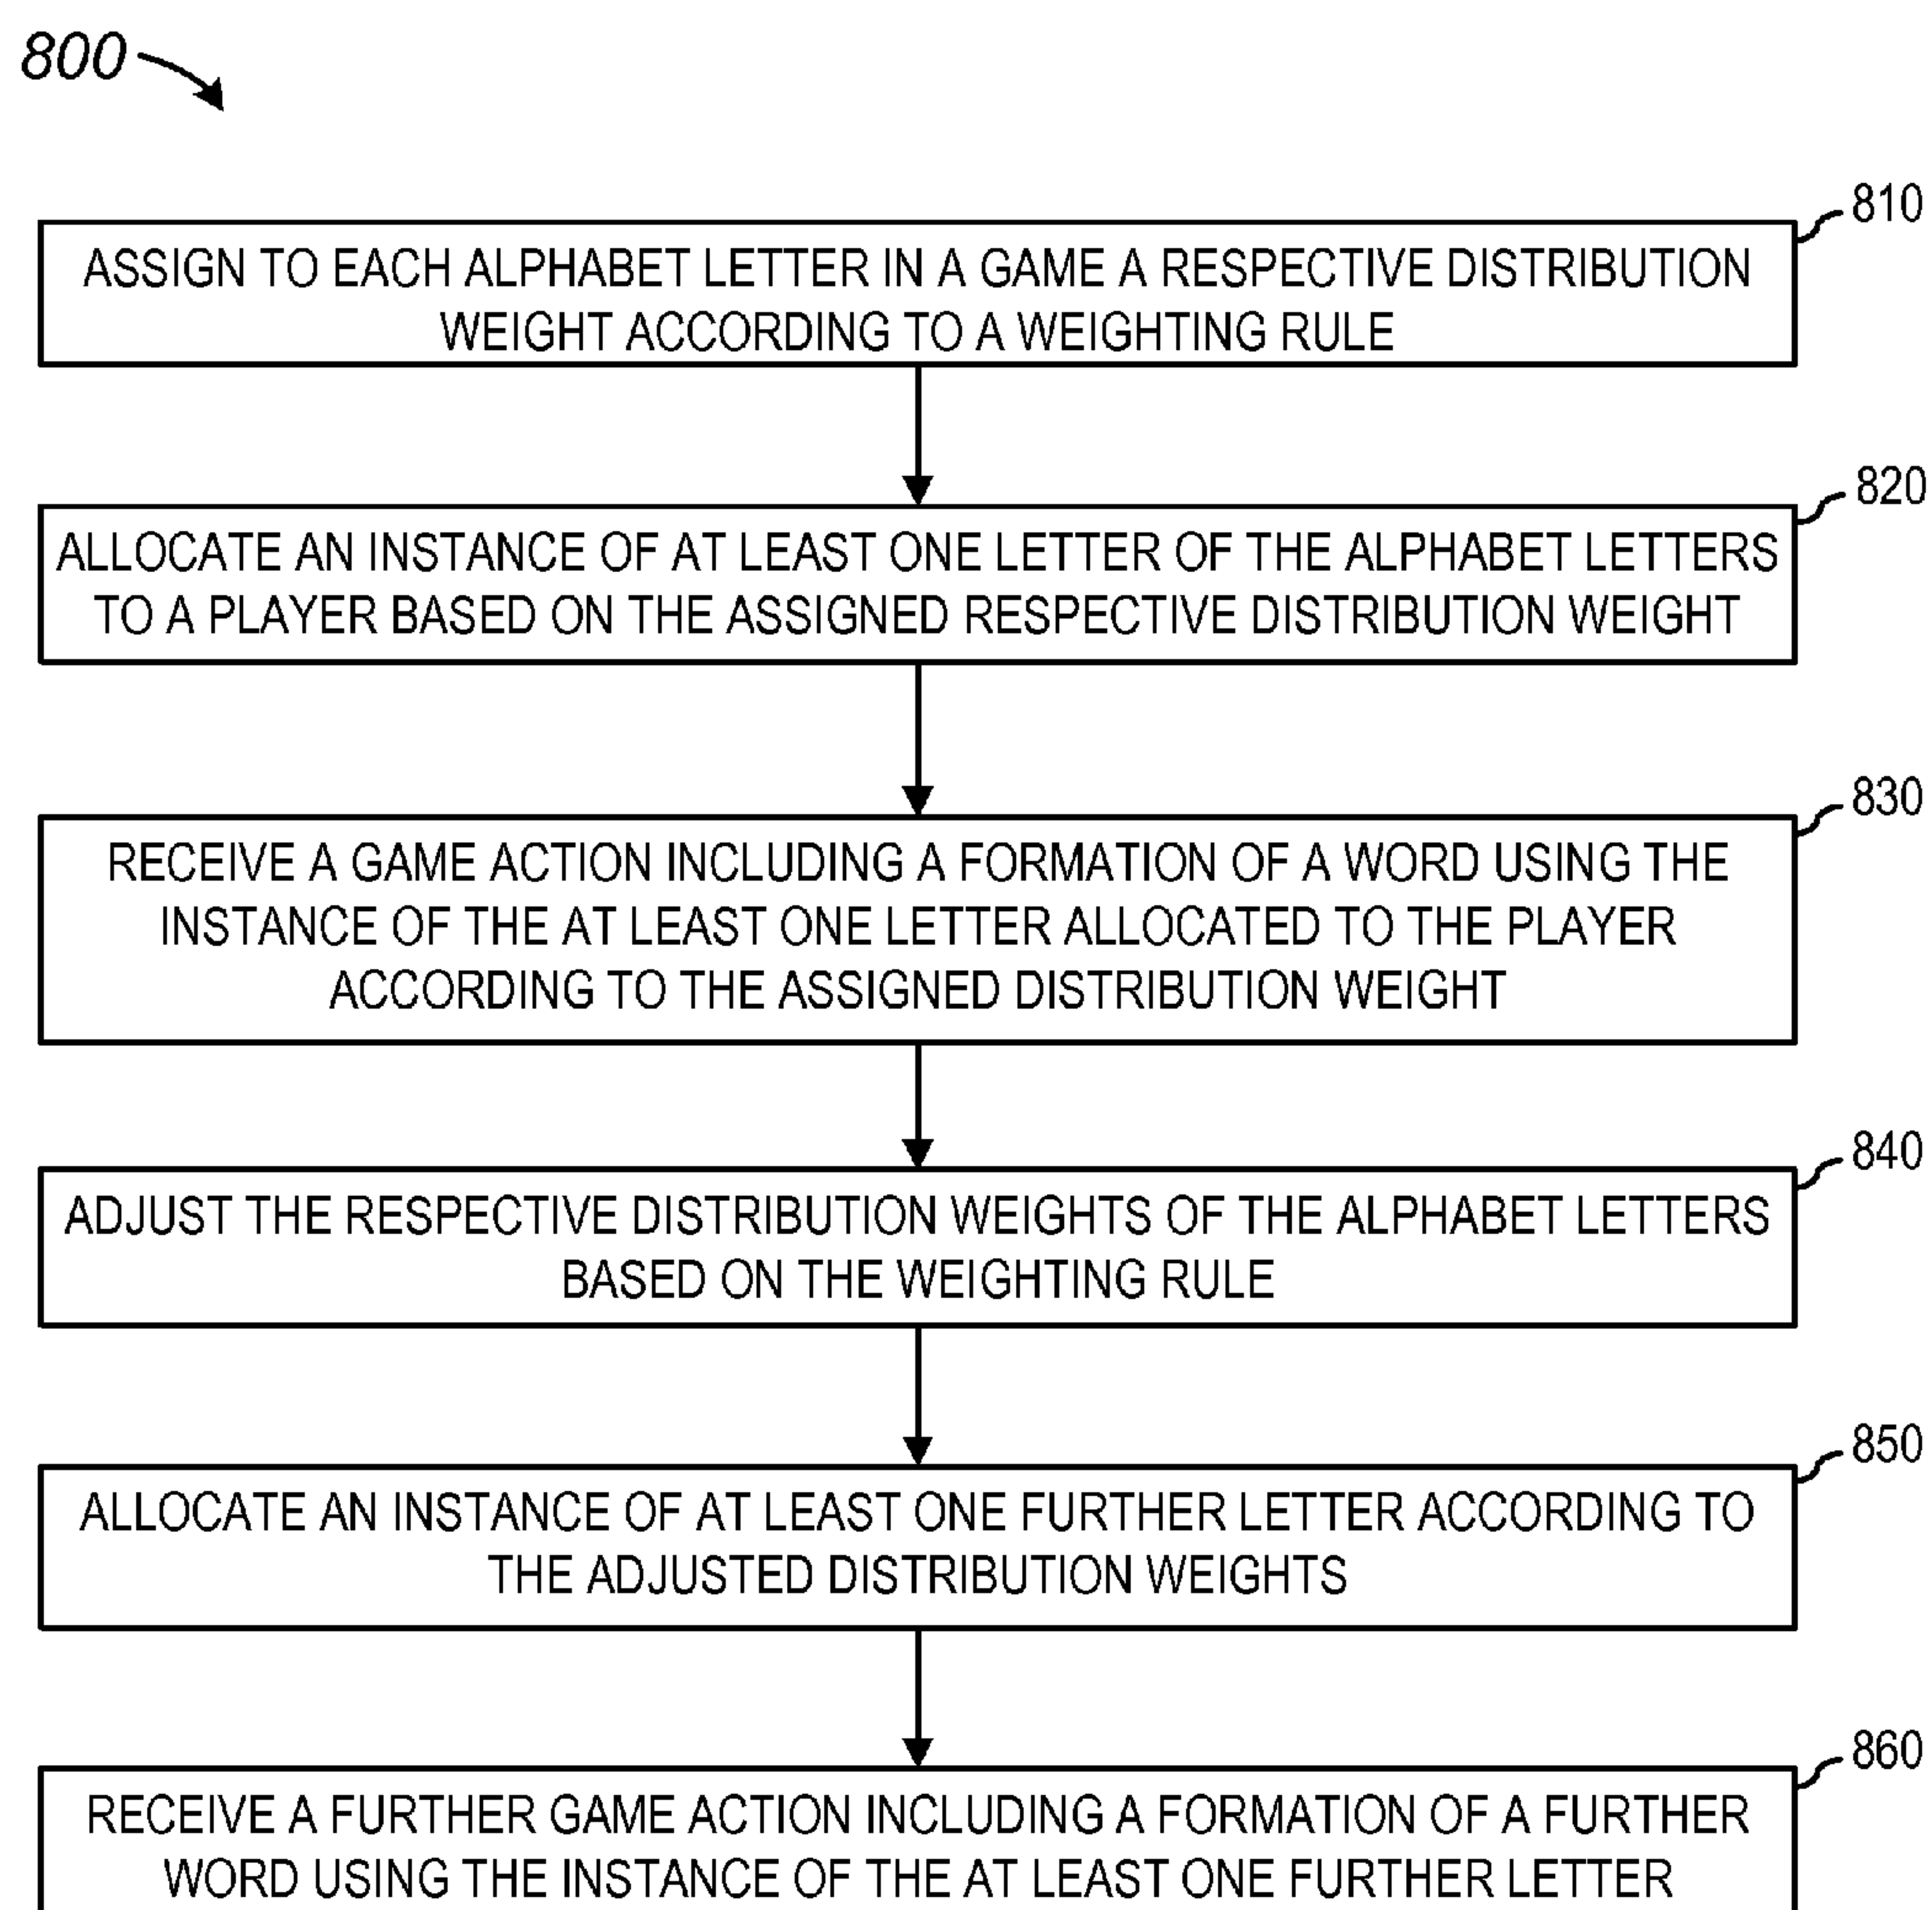 800
810
ASSIGN TO EACH ALPHABET LETTER IN A GAME A RESPECTIVE DISTRIBUTION
WEIGHT ACCORDING TO A WEIGHTING RULE
820
ALLOCATE AN INSTANCE OF AT LEAST ONE LETTER OF THE ALPHABET LETTERS
TO A PLAYER BASED ON THE ASSIGNED RESPECTIVE DISTRIBUTION WEIGHT
830
RECEIVE A GAME ACTION INCLUDING A FORMATION OF A WORD USING THE
INSTANCE OF THE AT LEAST ONE LETTER ALLOCATED TO THE PLAYER
ACCORDING TO THE ASSIGNED DISTRIBUTION WEIGHT
840
ADJUST THE RESPECTIVE DISTRIBUTION WEIGHTS OF THE ALPHABET LETTERS
BASED ON THE WEIGHTING RULE
850
ALLOCATE AN INSTANCE OF AT LEAST ONE FURTHER LETTER ACCORDING TO
THE ADJUSTED DISTRIBUTION WEIGHTS
860
RECEIVE A FURTHER GAME ACTION INCLUDING A FORMATION OF A FURTHER
WORD USING THE INSTANCE OF THE AT LEAST ONE FURTHER LETTER